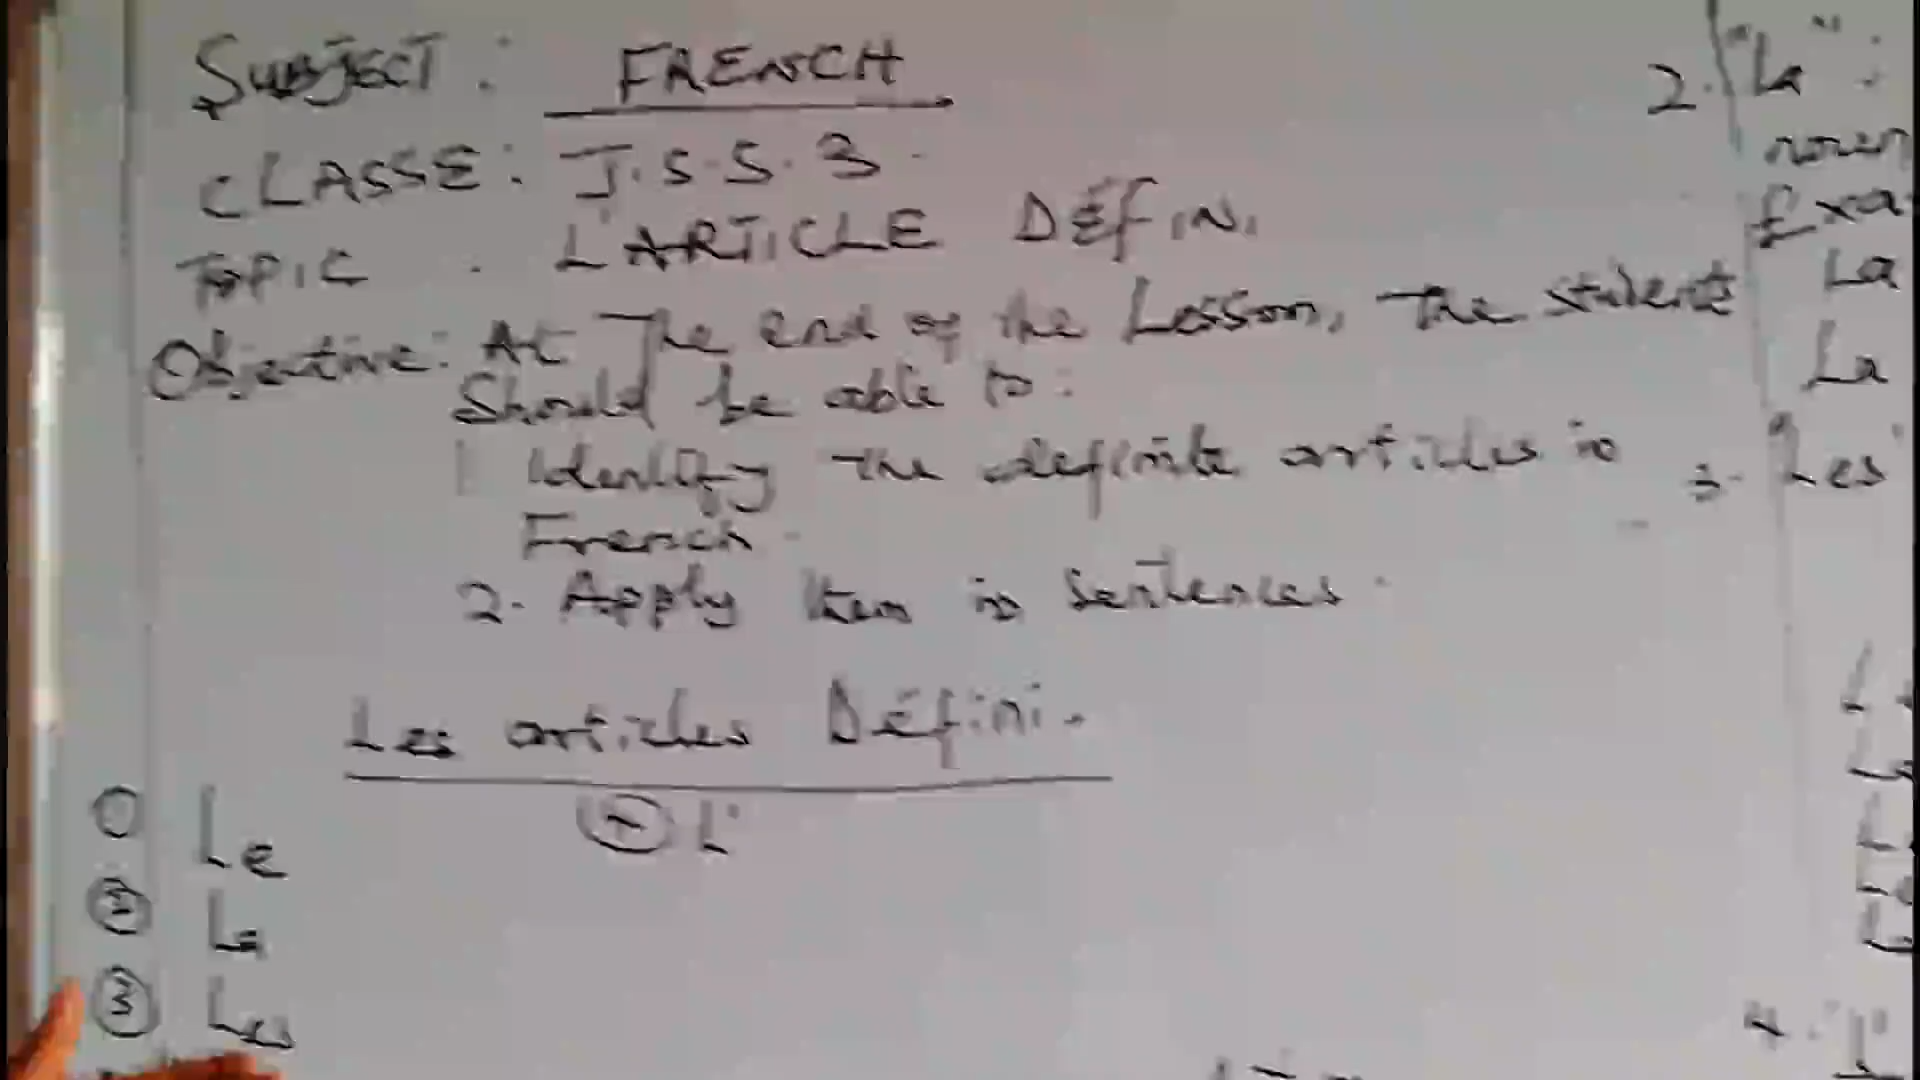 SUBJECT: FRENCH
CLASSE: J.S.S.3.
TOPIC: L'ARTICLE DÉFINI
Objective: At The end of the Lesson, The students
Should be able to:
1 Identify the definite articles in
French.
2. Apply them in sentences.
Les articles Défini.
① Le
② La
③ Les
④ L'
2. "La":
Exa
La
La
3. "Les"
4. "L'